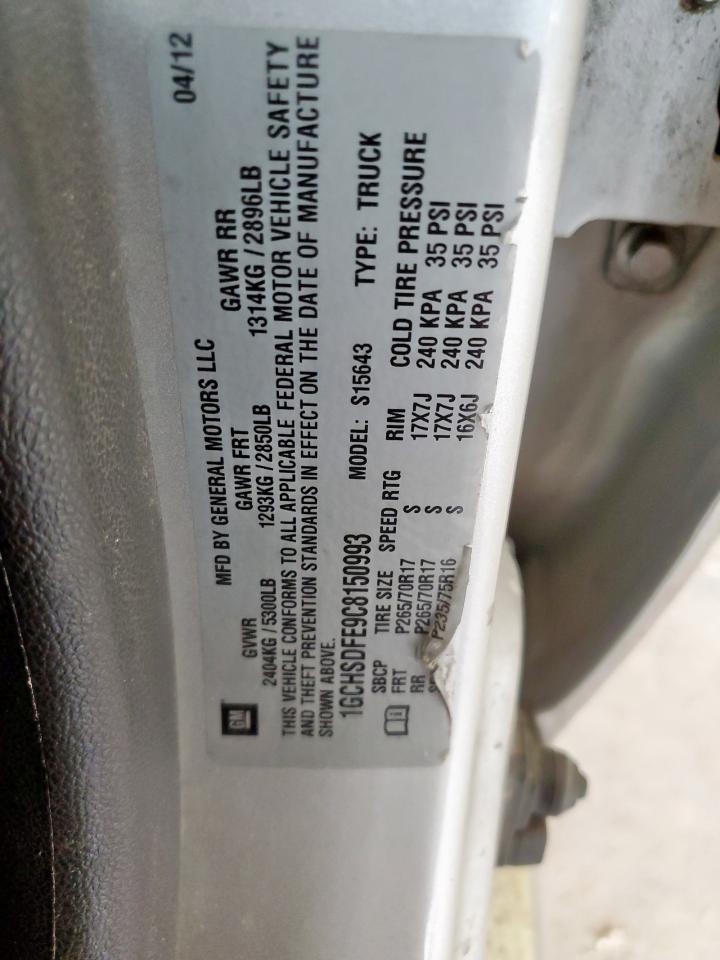 GM
MFD BY GENERAL MOTORS LLC
04/12
GVWR GAWR FRT GAWR RR
2404KG / 5300LB 1293KG / 2850LB 1314KG / 2896LB
THIS VEHICLE CONFORMS TO ALL APPLICABLE FEDERAL MOTOR VEHICLE SAFETY
AND THEFT PREVENTION STANDARDS IN EFFECT ON THE DATE OF MANUFACTURE
SHOWN ABOVE.
1GCHSDFE9C8150993 MODEL: S15643 TYPE: TRUCK
SBCP TIRE SIZE SPEED RTG RIM COLD TIRE PRESSURE
FRT P265/70R17 S 17X7J 240 KPA 35 PSI
RR P265/70R17 S 17X7J 240 KPA 35 PSI
P235/75R16 S 16X6J 240 KPA 35 PSI